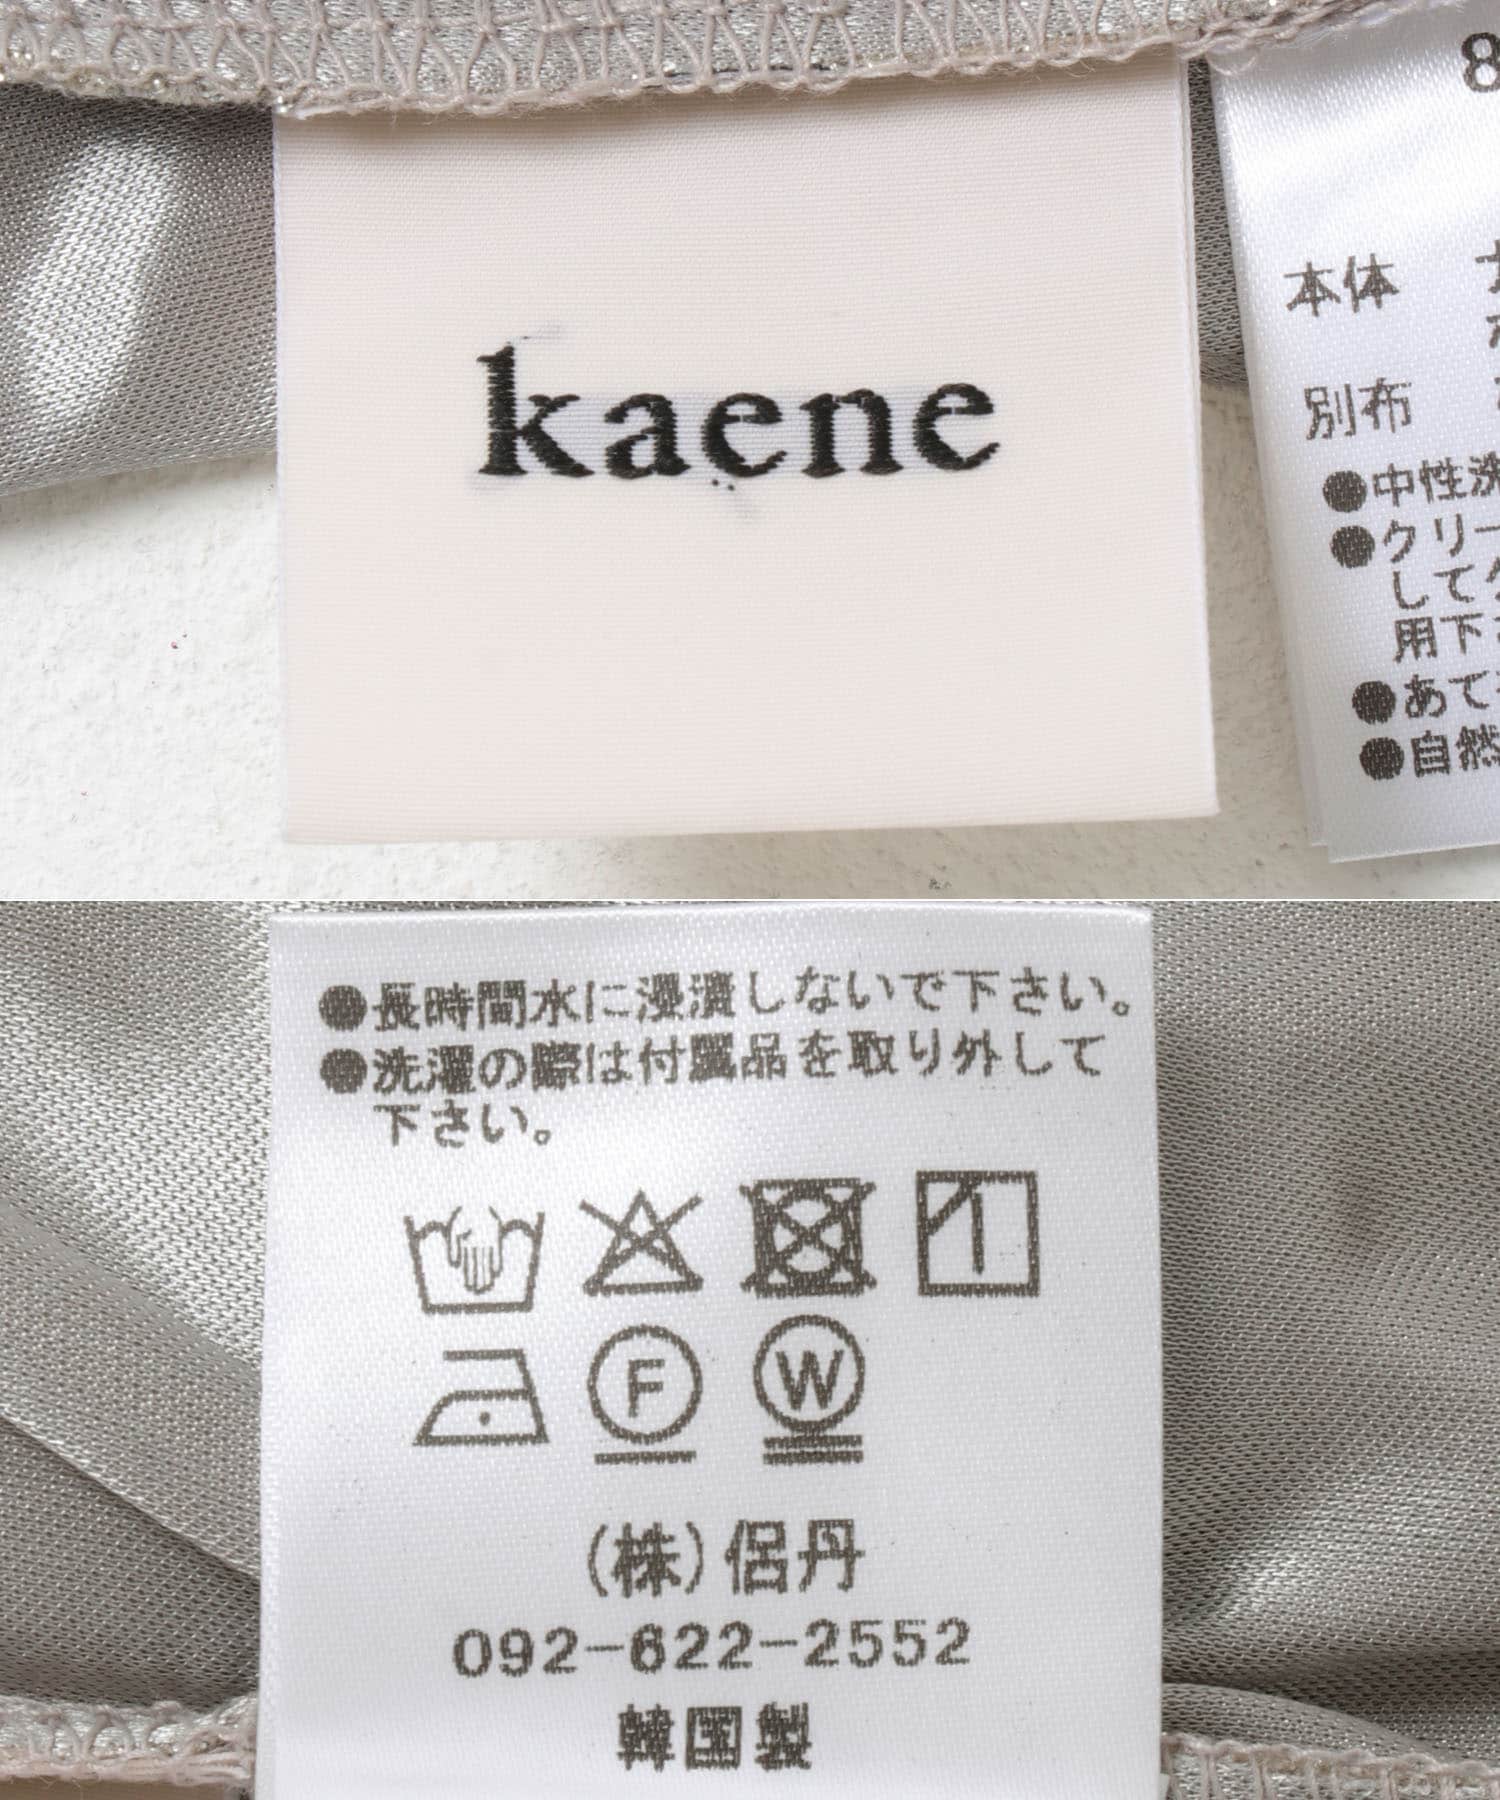 kaene
8
本体
別布
●中性洗
●クリー
してク
用下さ
●あて
●自然
●長時間水に浸漬しないで下さい。
●洗濯の際は付属品を取り外して
下さい。
F
W
(株)侶丹
092-622-2552
韓国製